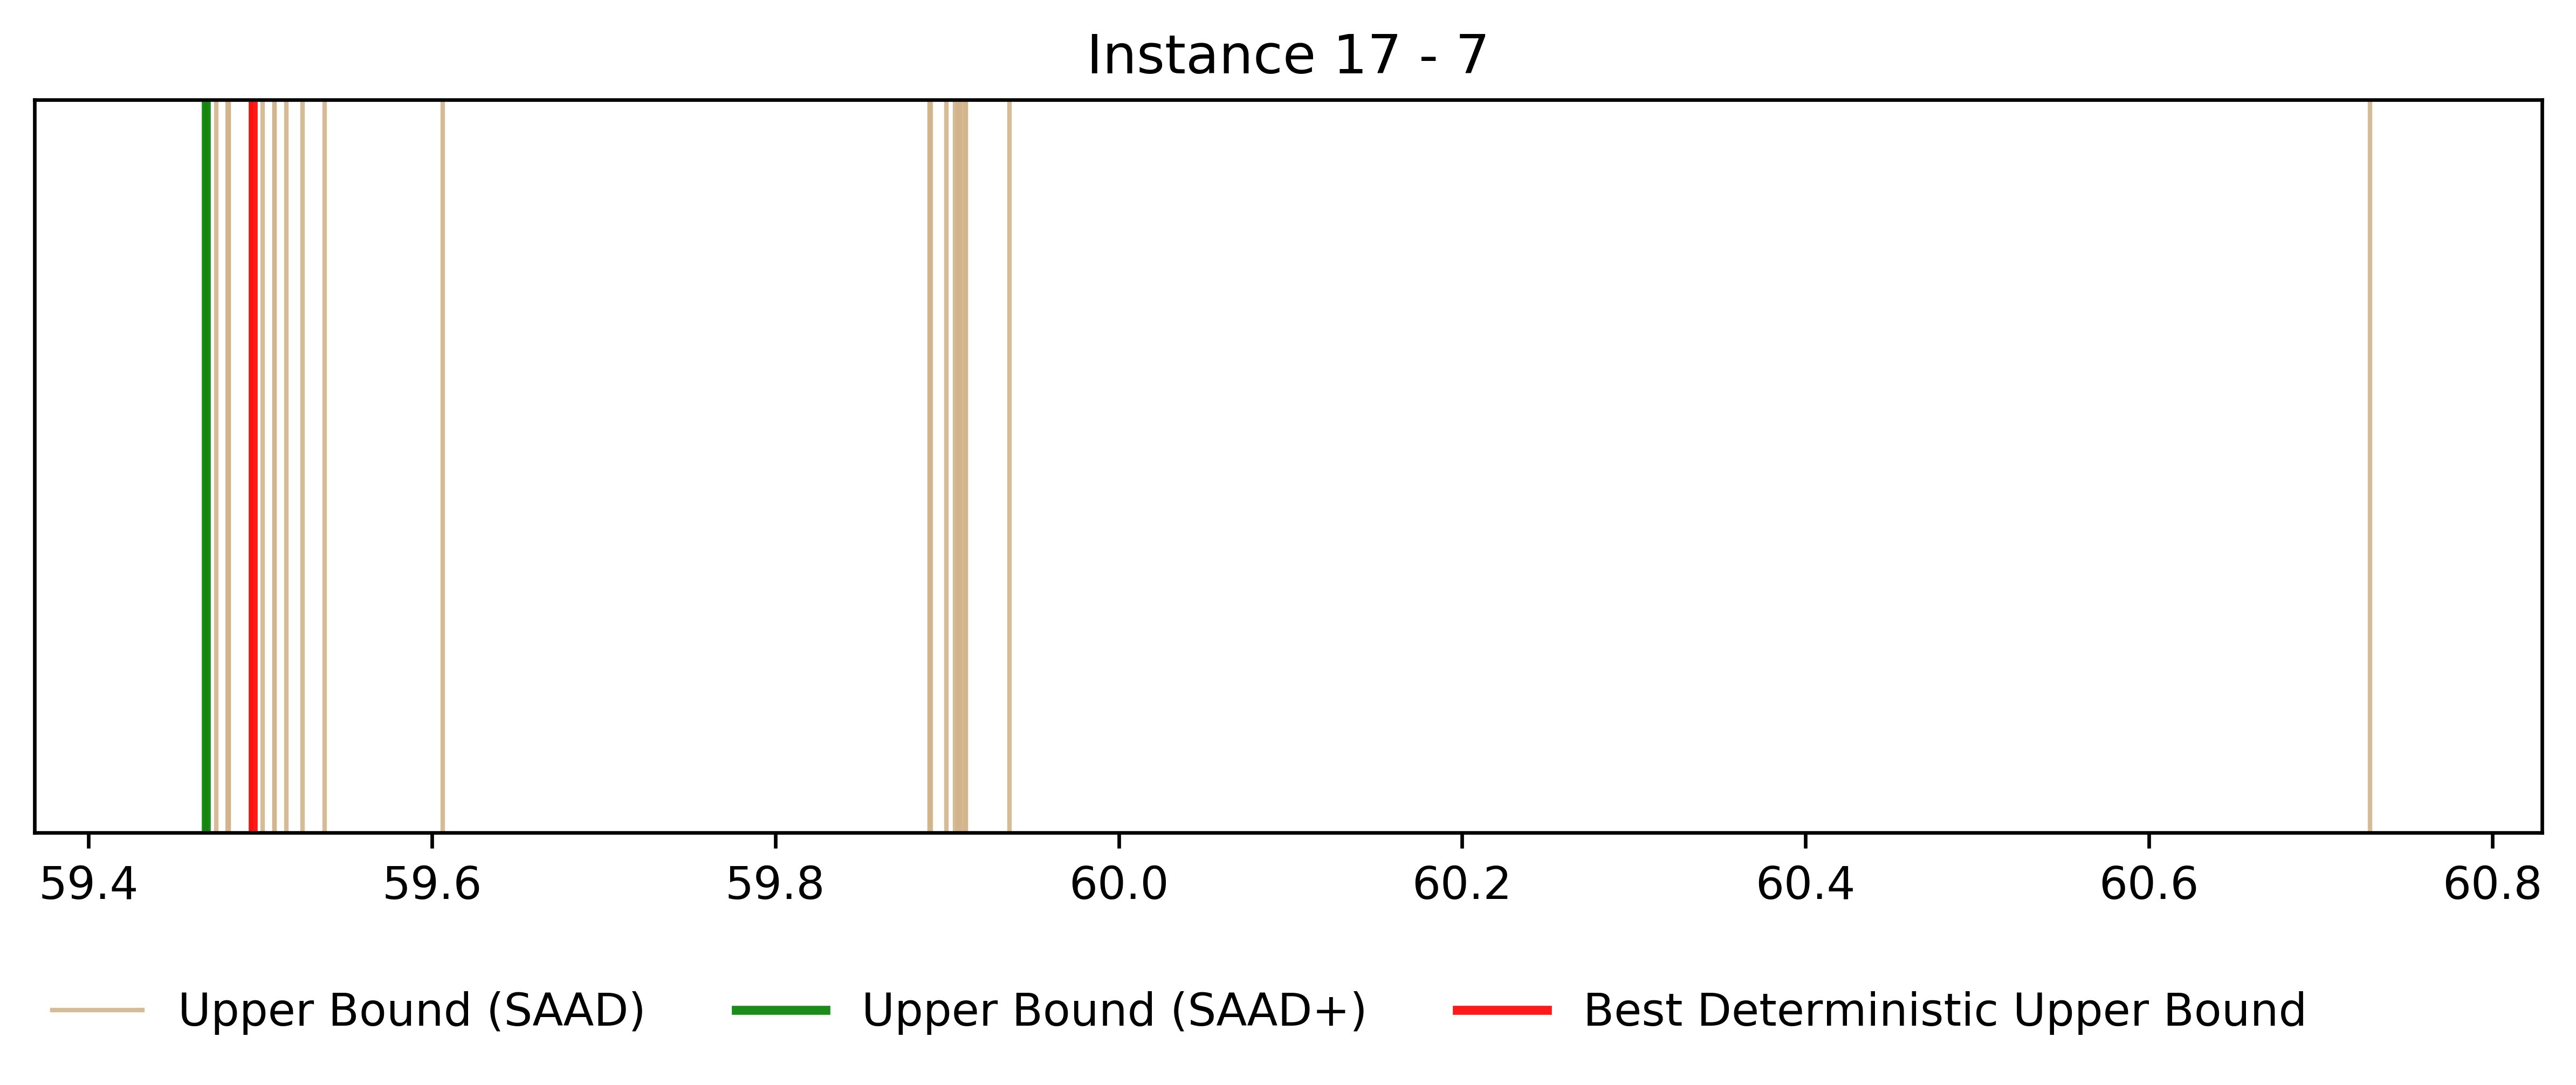 Instance 17 - 7
59.4 59.6 59.8 60.0 60.2 60.4 60.6 60.8
Upper Bound (SAAD) Upper Bound (SAAD+) Best Deterministic Upper Bound